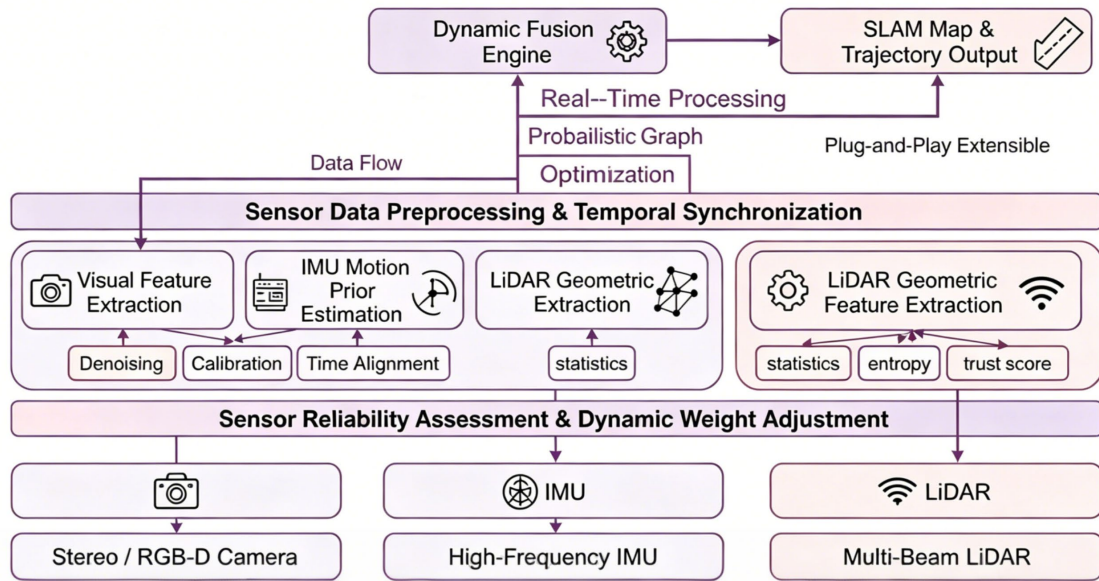 Dynamic Fusion
Engine
SLAM Map &
Trajectory Output
Real--Time Processing
Probailistic Graph
Plug-and-Play Extensible
Data Flow
Optimization
Sensor Data Preprocessing & Temporal Synchronization
Visual Feature
Extraction
IMU Motion
Prior
Estimation
LiDAR Geometric
Extraction
LiDAR Geometric
Feature Extraction
Denoising
Calibration
Time Alignment
statistics
statistics
entropy
trust score
Sensor Reliability Assessment & Dynamic Weight Adjustment
IMU
LiDAR
Stereo / RGB-D Camera
High-Frequency IMU
Multi-Beam LiDAR